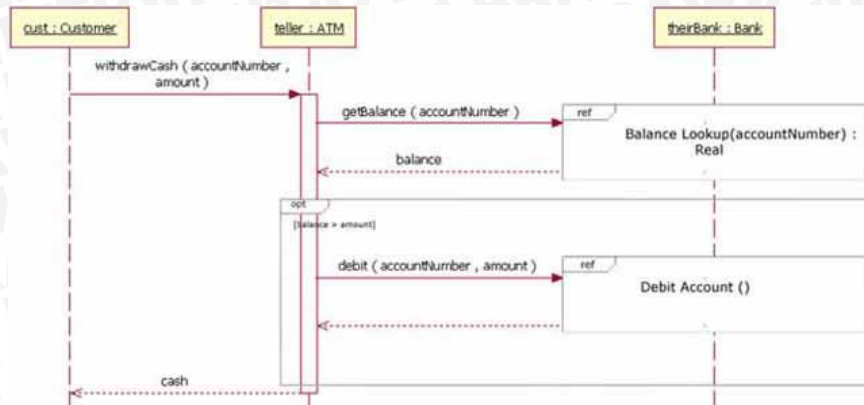 cust : Customer
teller : ATM
theirBank : Bank
withdrawCash ( accountNumber ,
amount )
getBalance ( accountNumber )
ref
Balance Lookup(accountNumber) :
Real
balance
opt
[balance > amount]
debit ( accountNumber , amount )
ref
Debit Account ()
cash